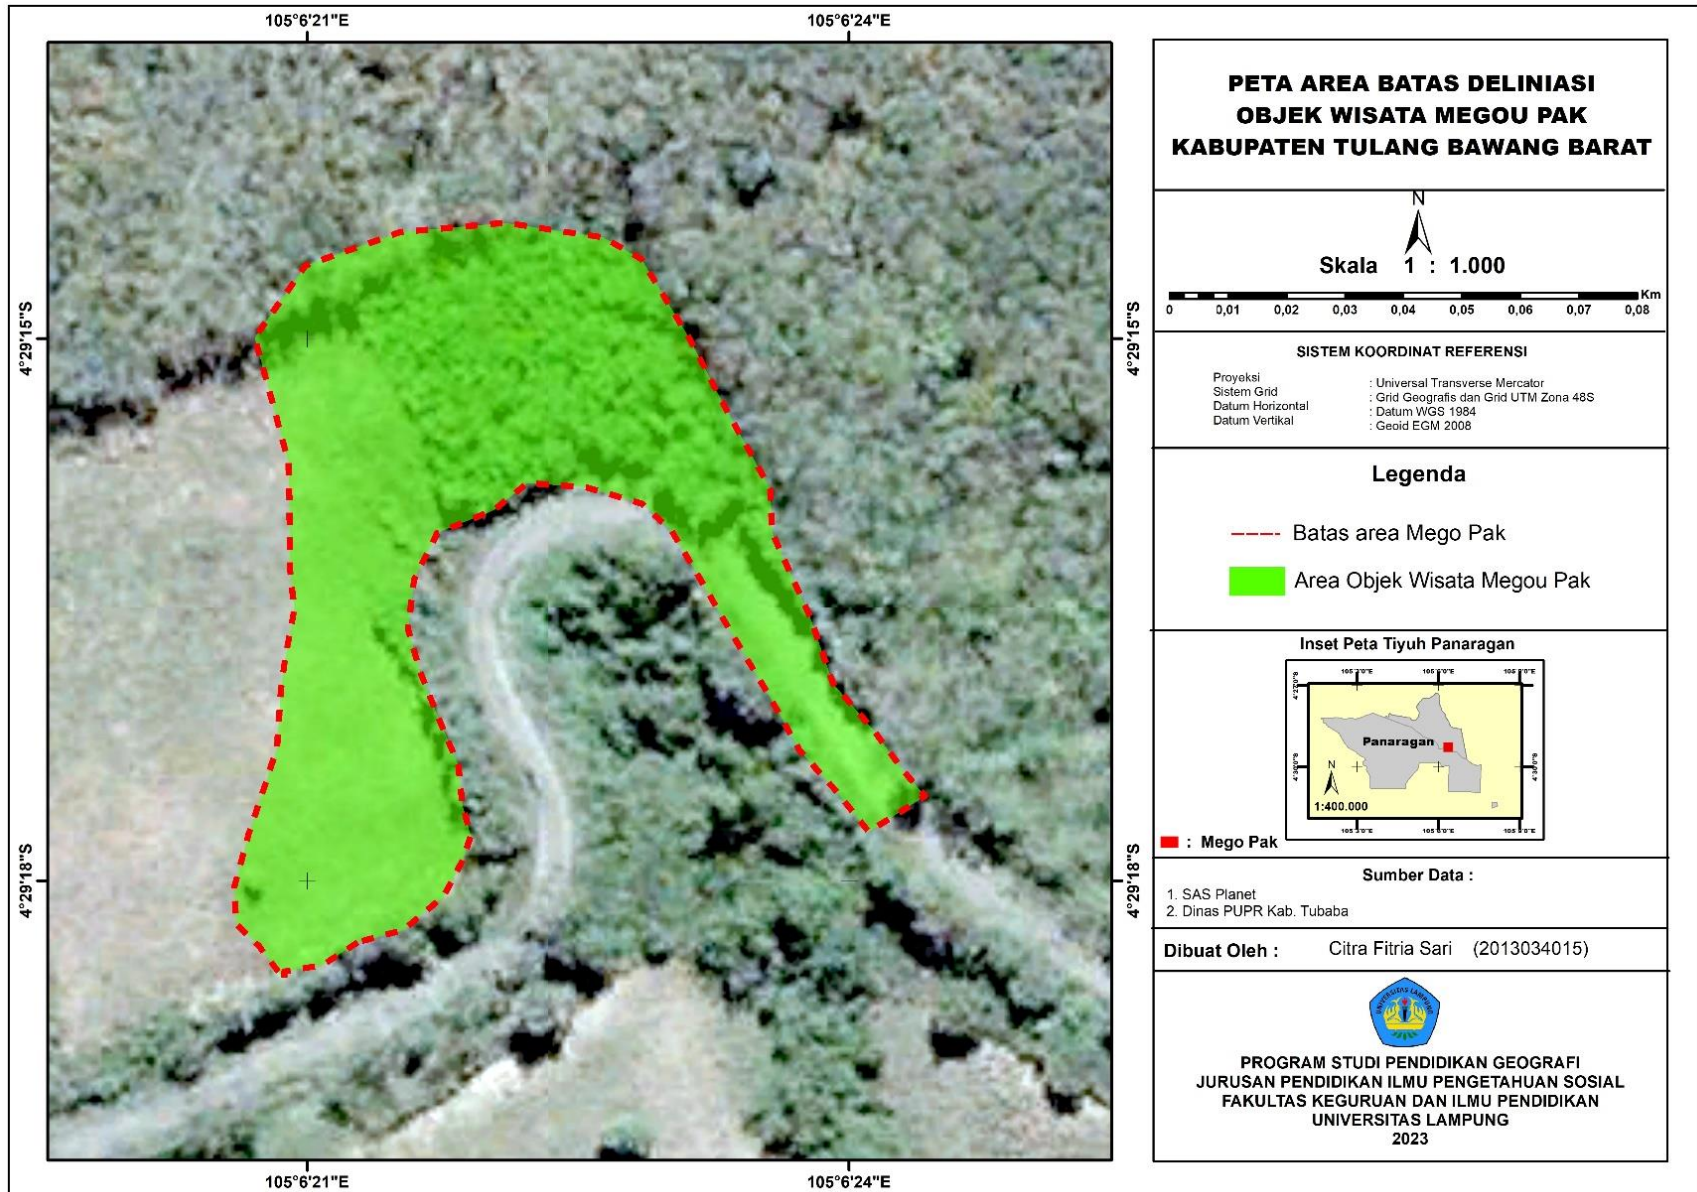 105°6'21"E
105°6'24"E
4°29'15"S
4°29'15"S
4°29'18"S
4°29'18"S
105°6'21"E
105°6'24"E
PETA AREA BATAS DELINIASI
OBJEK WISATA MEGOU PAK
KABUPATEN TULANG BAWANG BARAT
N
Skala 1 : 1.000
Km
0 0,01 0,02 0,03 0,04 0,05 0,06 0,07 0,08
SISTEM KOORDINAT REFERENSI
Proyeksi : Universal Transverse Mercator
Sistem Grid : Grid Geografis dan Grid UTM Zona 48S
Datum Horizontal : Datum WGS 1984
Datum Vertikal : Geoid EGM 2008
Legenda
Batas area Mego Pak
Area Objek Wisata Megou Pak
Inset Peta Tiyuh Panaragan
Panaragan
N
1:400.000
: Mego Pak
Sumber Data :
1. SAS Planet
2. Dinas PUPR Kab. Tubaba
Dibuat Oleh : Citra Fitria Sari (2013034015)
UNIVERSITAS LAMPUNG
PROGRAM STUDI PENDIDIKAN GEOGRAFI
JURUSAN PENDIDIKAN ILMU PENGETAHUAN SOSIAL
FAKULTAS KEGURUAN DAN ILMU PENDIDIKAN
UNIVERSITAS LAMPUNG
2023